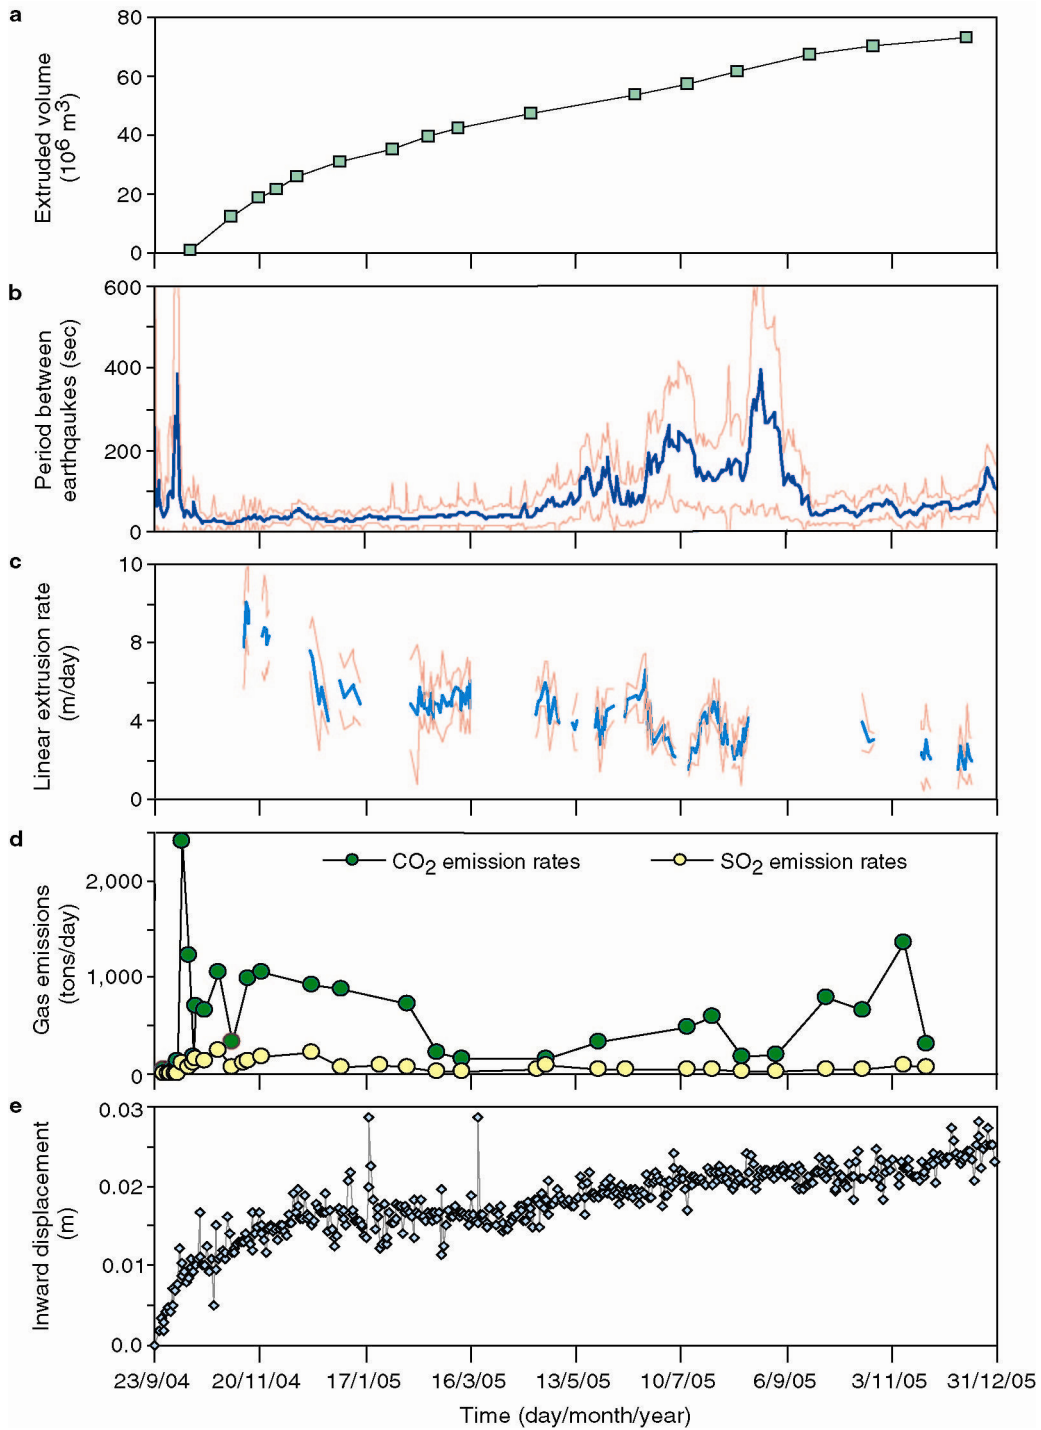 a
80
60
40
20
0
Extruded volume
(10⁶ m³)
b
600
400
200
0
Period between
earthqaukes (sec)
c
10
8
4
0
Linear extrusion rate
(m/day)
d
CO₂ emission rates
SO₂ emission rates
2,000
1,000
0
Gas emissions
(tons/day)
e
0.03
0.02
0.01
0.0
Inward displacement
(m)
23/9/04 20/11/04 17/1/05 16/3/05 13/5/05 10/7/05 6/9/05 3/11/05 31/12/05
Time (day/month/year)